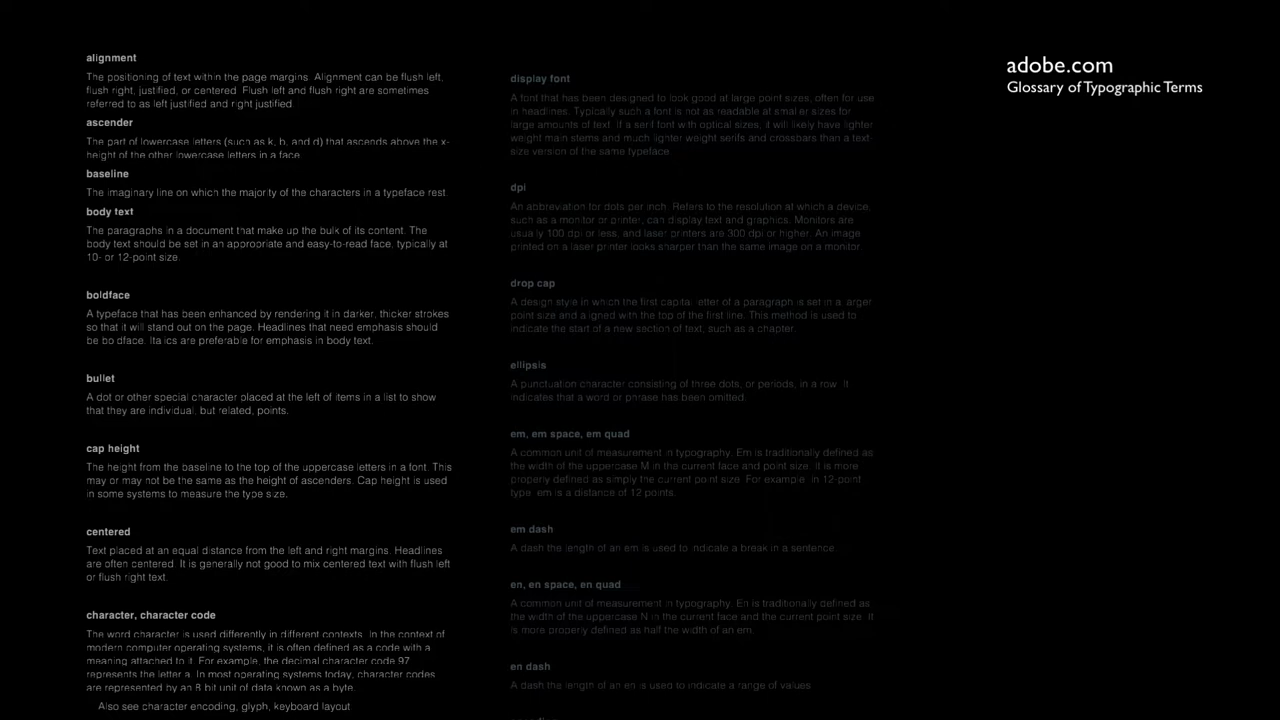 alignment
The positioning of text within the page margins. Alignment can be flush left,
flush right, justified, or centered. Flush left and flush right are sometimes
referred to as left justified and right justified.
ascender
The part of lowercase letters (such as k, b, and d) that ascends above the x-
height of the other lowercase letters in a face.
baseline
The imaginary line on which the majority of the characters in a typeface rest.
body text
The paragraphs in a document that make up the bulk of its content. The
body text should be set in an appropriate and easy-to-read face, typically at
10- or 12-point size.
boldface
A typeface that has been enhanced by rendering it in darker, thicker strokes
so that it will stand out on the page. Headlines that need emphasis should
be boldface. Italics are preferable for emphasis in body text.
bullet
A dot or other special character placed at the left of items in a list to show
that they are individual, but related, points.
cap height
The height from the baseline to the top of the uppercase letters in a font. This
may or may not be the same as the height of ascenders. Cap height is used
in some systems to measure the type size.
centered
Text placed at an equal distance from the left and right margins. Headlines
are often centered. It is generally not good to mix centered text with flush left
or flush right text.
character, character code
The word character is used differently in different contexts. In the context of
modern computer operating systems, it is often defined as a code with a
meaning attached to it. For example, the decimal character code 97
represents the letter a. In most operating systems today, character codes
are represented by an 8 bit unit of data known as a byte.
Also see character encoding, glyph, keyboard layout
display font
A font that has been designed to look good at large point sizes, often for use
in headlines. Typically such a font is not as readable at smaller sizes for
large amounts of text. If a serif font with optical sizes, it will likely have lighter
weight main stems and much lighter weight serifs and crossbars than a text-
size version of the same typeface.
dpi
An abbreviation for dots per inch. Refers to the resolution at which a device,
such as a monitor or printer, can display text and graphics. Monitors are
usually 100 dpi or less, and laser printers are 300 dpi or higher. An image
printed on a laser printer looks sharper than the same image on a monitor.
drop cap
A design style in which the first capital letter of a paragraph is set in a larger
point size and aligned with the top of the first line. This method is used to
indicate the start of a new section of text, such as a chapter.
ellipsis
A punctuation character consisting of three dots, or periods, in a row. It
indicates that a word or phrase has been omitted.
em, em space, em quad
A common unit of measurement in typography. Em is traditionally defined as
the width of the uppercase M in the current face and point size. It is more
properly defined as simply the current point size. For example, in 12-point
type, em is a distance of 12 points.
em dash
A dash the length of an em is used to indicate a break in a sentence.
en, en space, en quad
A common unit of measurement in typography. En is traditionally defined as
the width of the uppercase N in the current face and the current point size. It
is more properly defined as half the width of an em.
en dash
A dash the length of an en is used to indicate a range of values
adobe.com
Glossary of Typographic Terms